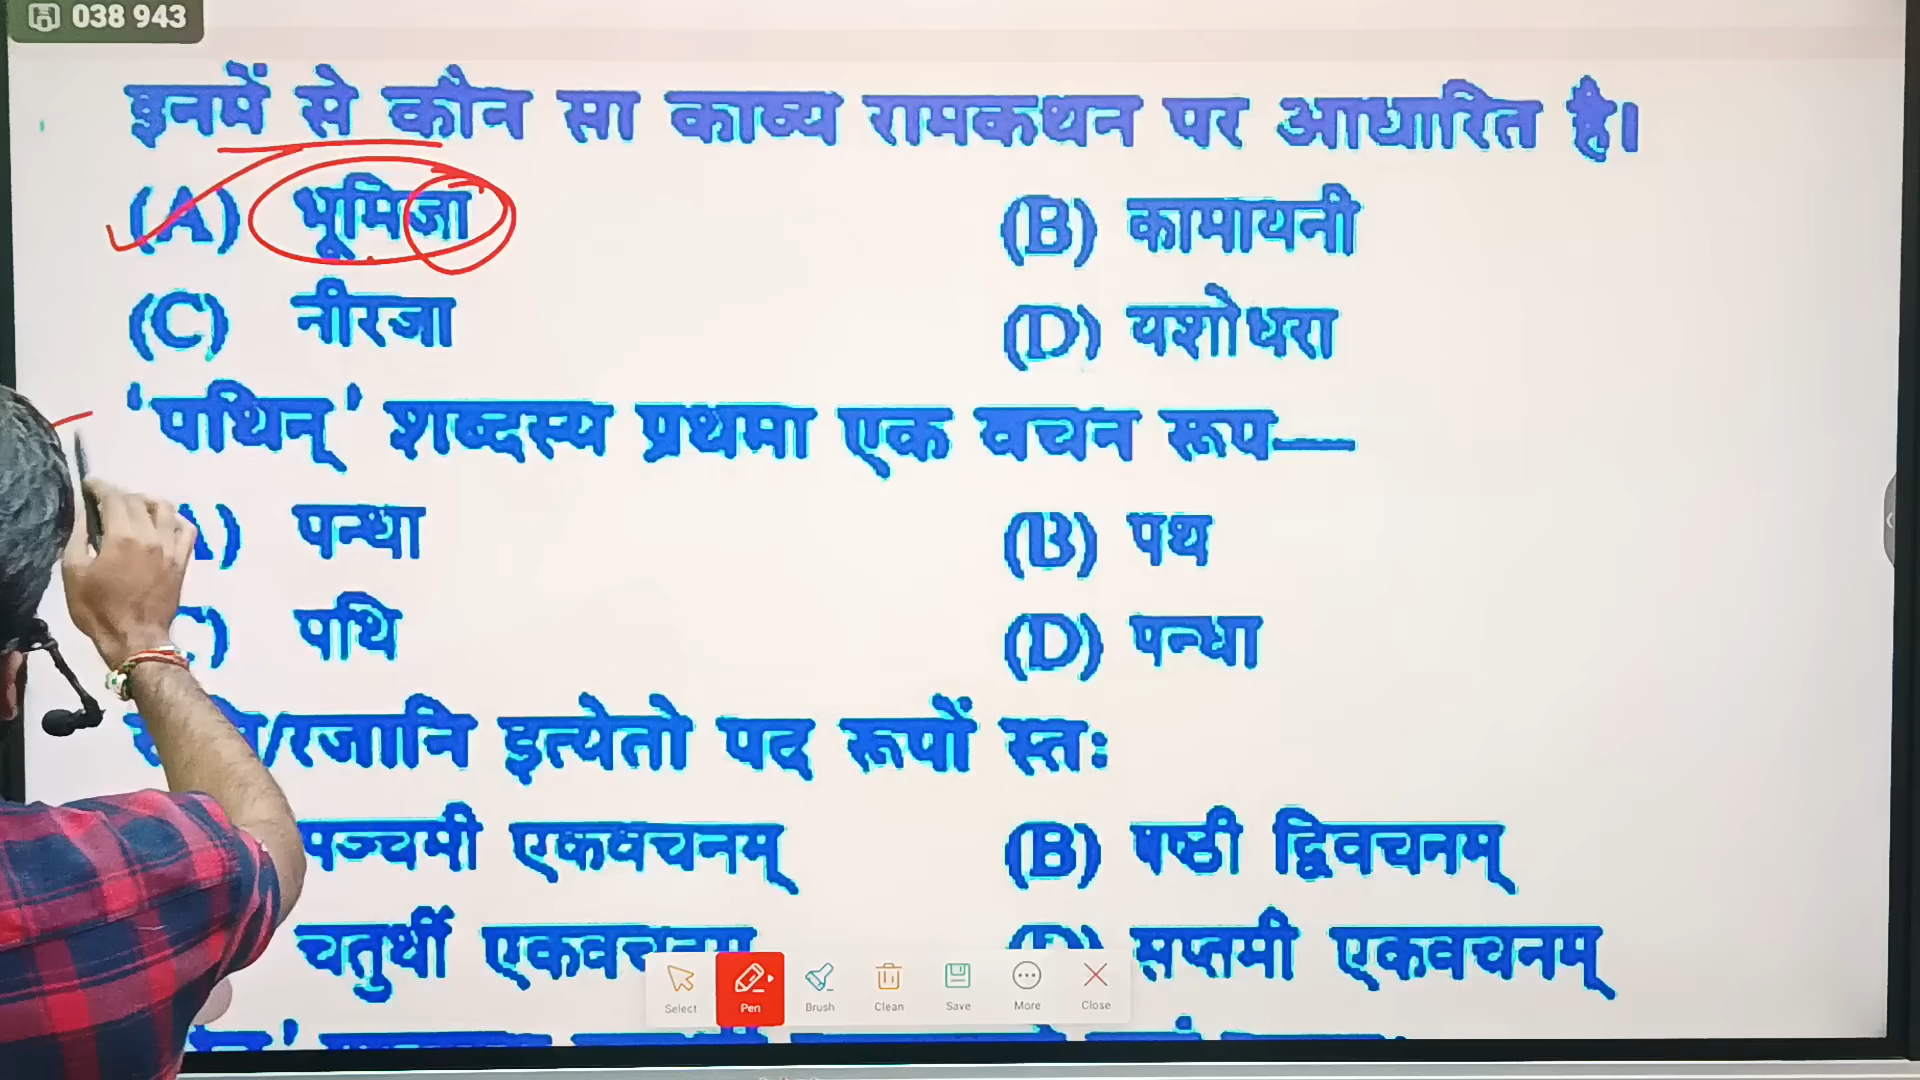 038 943
इनमें से कौन सा काव्य रामकथन पर आधारित है।
(A) भूमिजा (B) कामायनी
(C) नीरजा (D) यशोधरा
'पथिन्' शब्दस्य प्रथमा एक वचन रूप—
पन्था (B) पथ
पथि (D) पन्धा
/रजानि इत्येतो पद रूपों स्तः
पञ्चमी एकवचनम् (B) षष्ठी द्विवचनम्
चतुर्थी एकवचनम् (D) सप्तमी एकवचनम्
Select Pen Brush Clean Save More Close